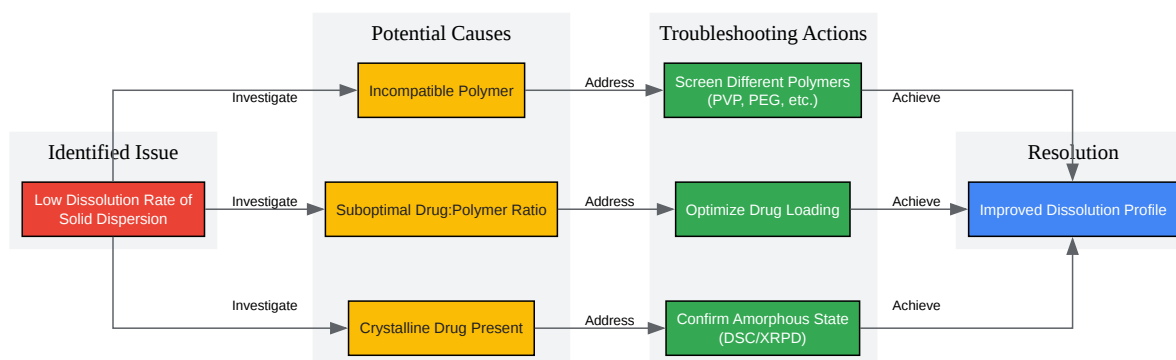 Potential Causes
Troubleshooting Actions
Identified Issue
Resolution
Investigate
Incompatible Polymer
Address
Screen Different Polymers
(PVP, PEG, etc.)
Achieve
Low Dissolution Rate of
Solid Dispersion
Investigate
Suboptimal Drug:Polymer Ratio
Address
Optimize Drug Loading
Achieve
Improved Dissolution Profile
Investigate
Crystalline Drug Present
Address
Confirm Amorphous State
(DSC/XRPD)
Achieve